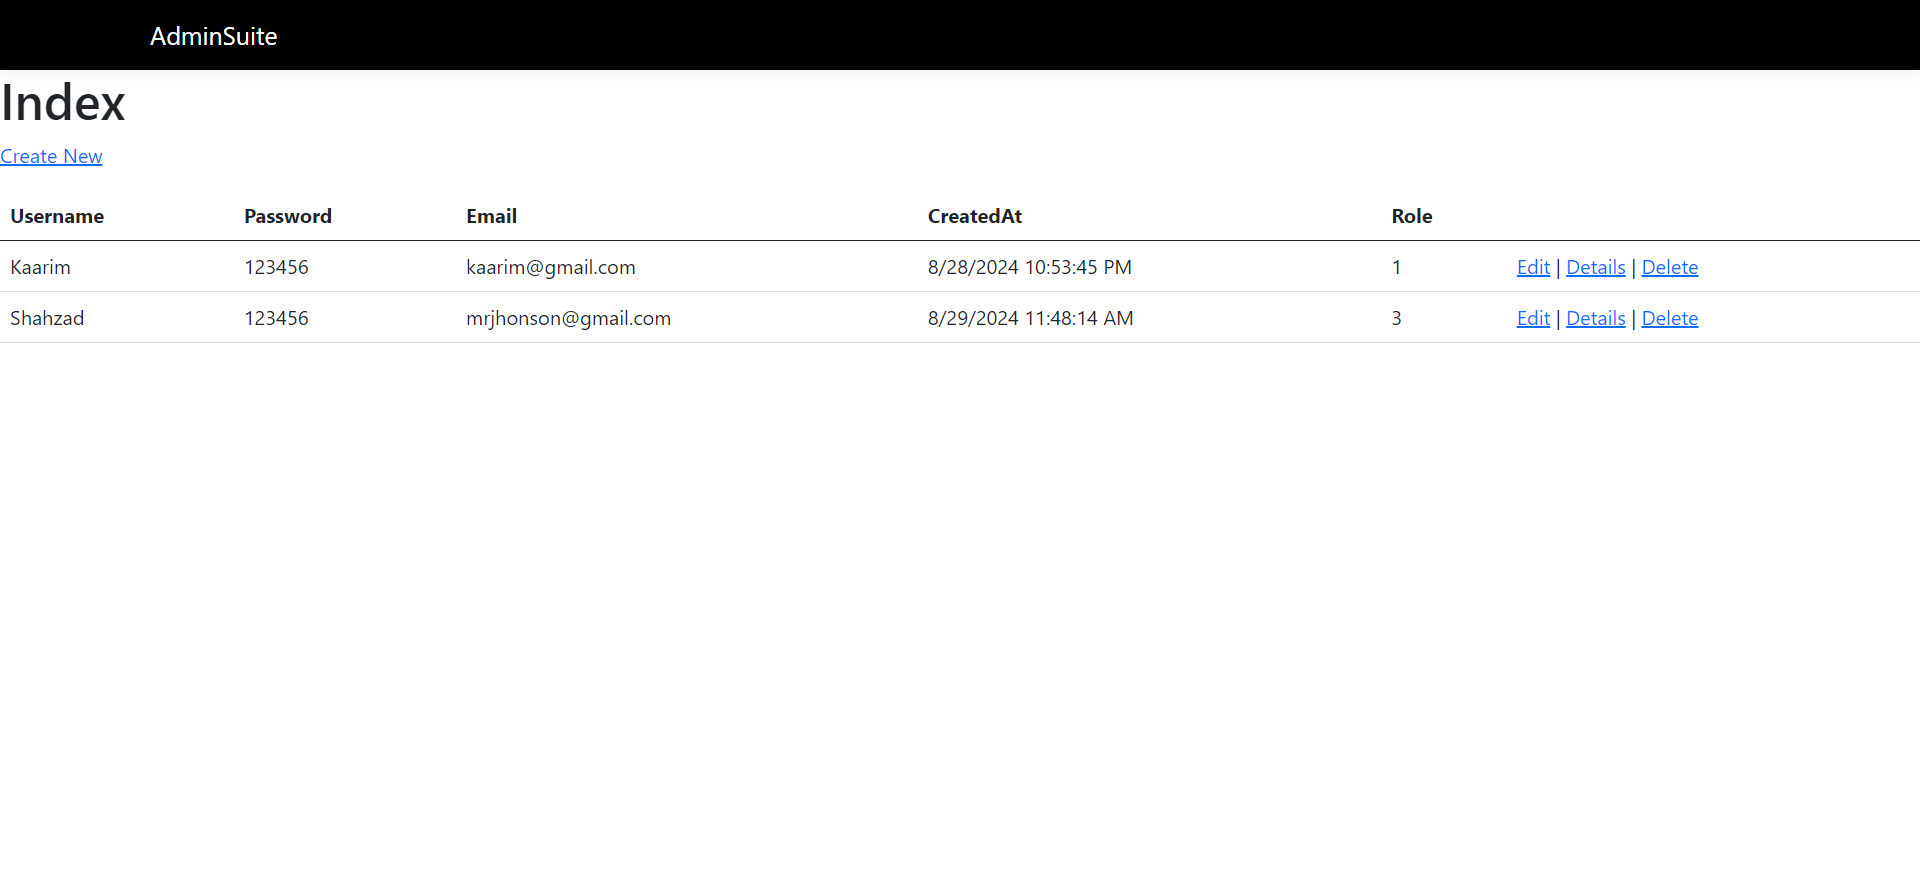 AdminSuite
Index
Create New
Username Password Email CreatedAt Role
Kaarim 123456 kaarim@gmail.com 8/28/2024 10:53:45 PM 1 Edit | Details | Delete
Shahzad 123456 mrjhonson@gmail.com 8/29/2024 11:48:14 AM 3 Edit | Details | Delete